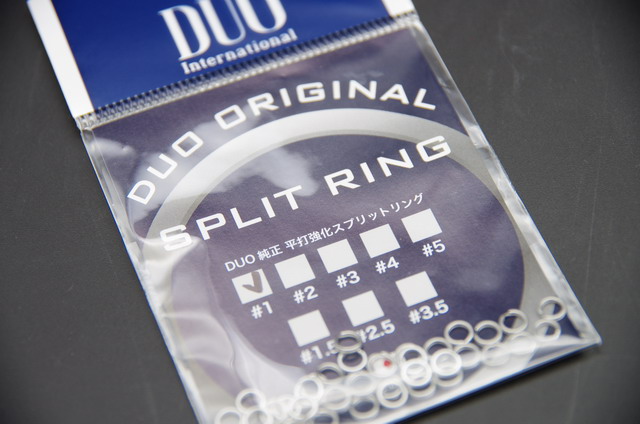 DUO
International
DUO ORIGINAL
SPLIT RING
DUO 純正 平打強化スプリットリング
#1 #2 #3 #4 #5
#1.5 #2.5 #3.5